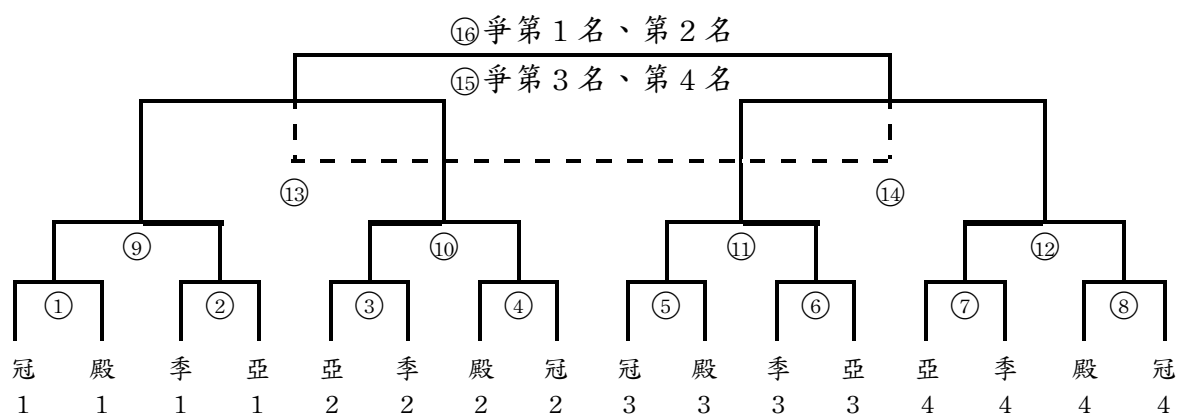 ⑯爭第1名、第2名
⑮爭第3名、第4名
⑬ ⑭
⑨ ⑩ ⑪ ⑫
① ② ③ ④ ⑤ ⑥ ⑦ ⑧
冠 殿 季 亞 亞 季 殿 冠 冠 殿 季 亞 亞 季 殿 冠
1 1 1 1 2 2 2 2 3 3 3 3 4 4 4 4